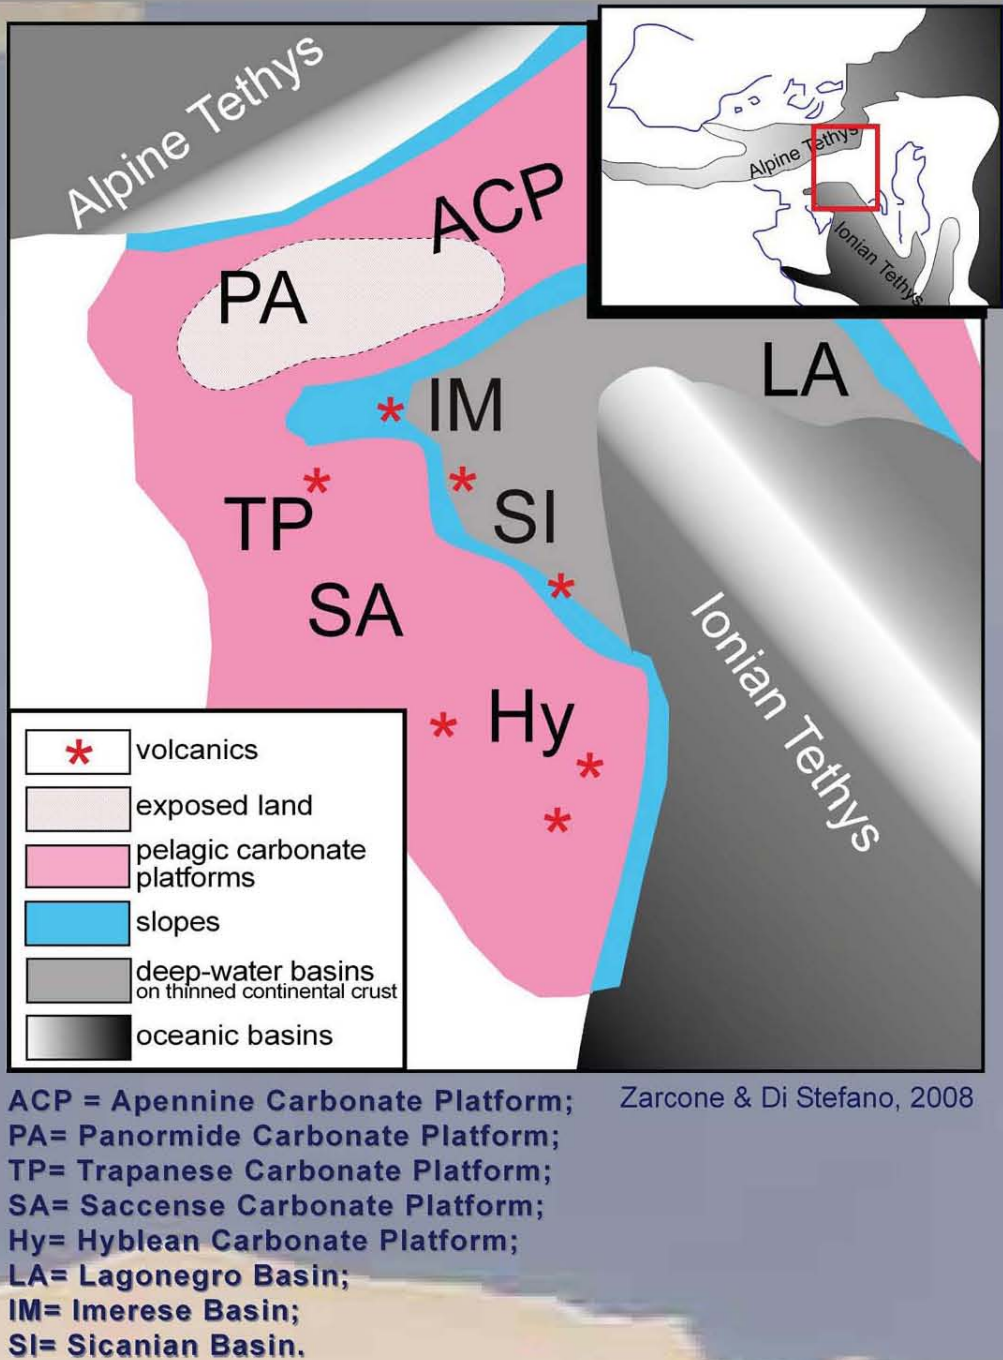 Alpine Tethys
ACP
PA
Alpine Tethys
Ionian Tethys
LA
IM
SI
TP
SA
Hy
Ionian Tethys
* volcanics
exposed land
pelagic carbonate
platforms
slopes
deep-water basins
on thinned continental crust
oceanic basins
Zarcone & Di Stefano, 2008
ACP = Apennine Carbonate Platform;
PA= Panormide Carbonate Platform;
TP= Trapanese Carbonate Platform;
SA= Saccense Carbonate Platform;
Hy= Hyblean Carbonate Platform;
LA= Lagonegro Basin;
IM= Imerese Basin;
SI= Sicanian Basin.